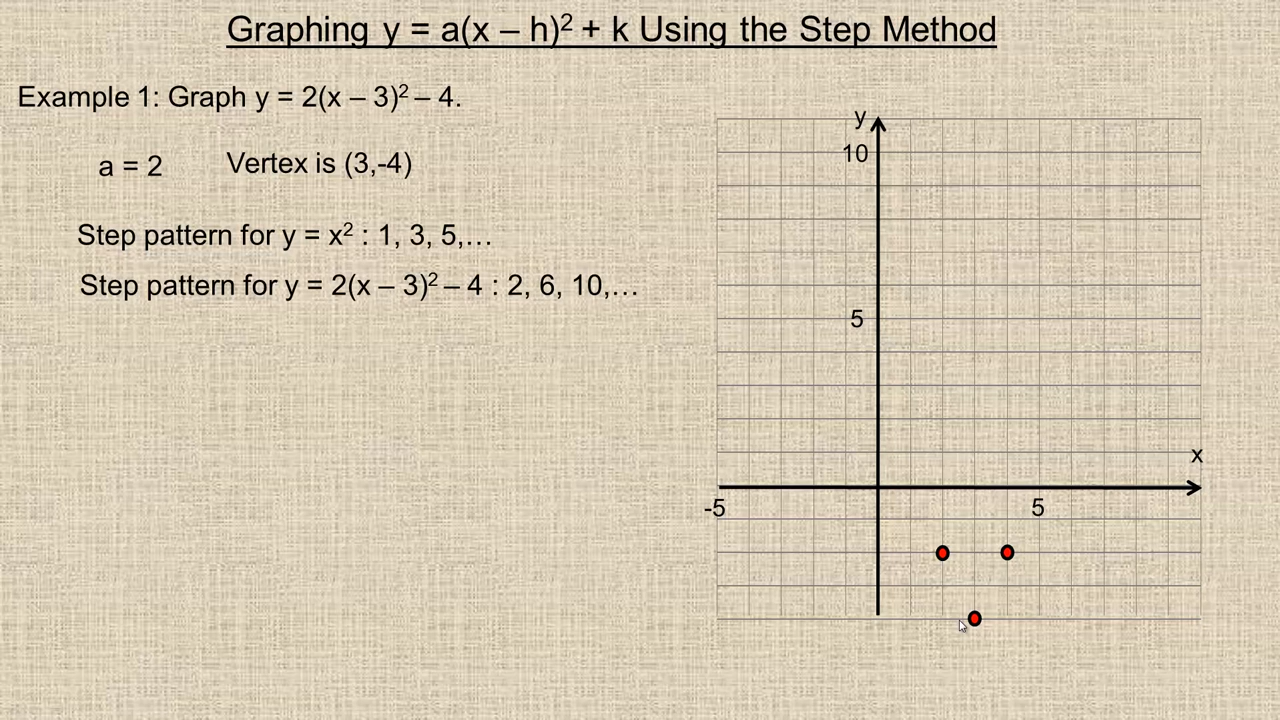 Graphing y = a(x – h)² + k Using the Step Method
Example 1: Graph y = 2(x – 3)² – 4.
a = 2 Vertex is (3,-4)
Step pattern for y = x² : 1, 3, 5,…
Step pattern for y = 2(x – 3)² – 4 : 2, 6, 10,…
y
10
5
x
-5 5